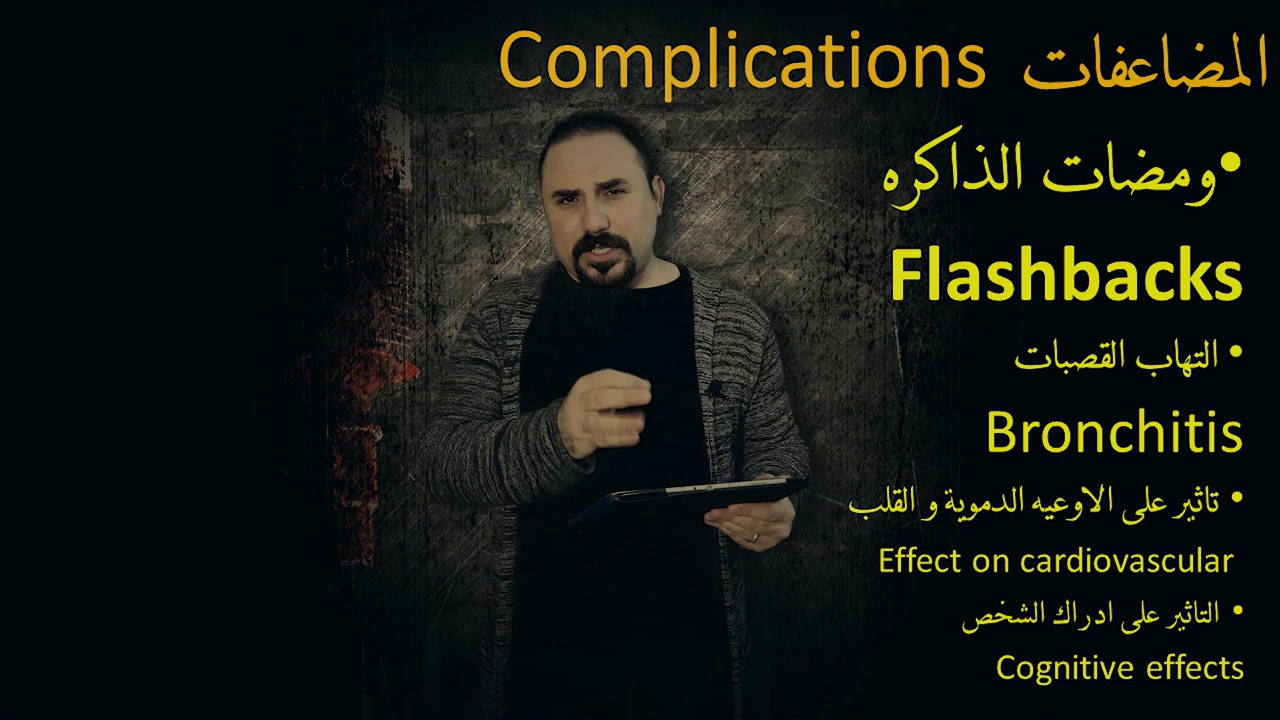 Complications المضاعفات
•ومضات الذاكره
Flashbacks
• التهاب القصبات
Bronchitis
• تاثير على الاوعيه الدموية و القلب
Effect on cardiovascular
• التاثير على ادراك الشخص
Cognitive effects